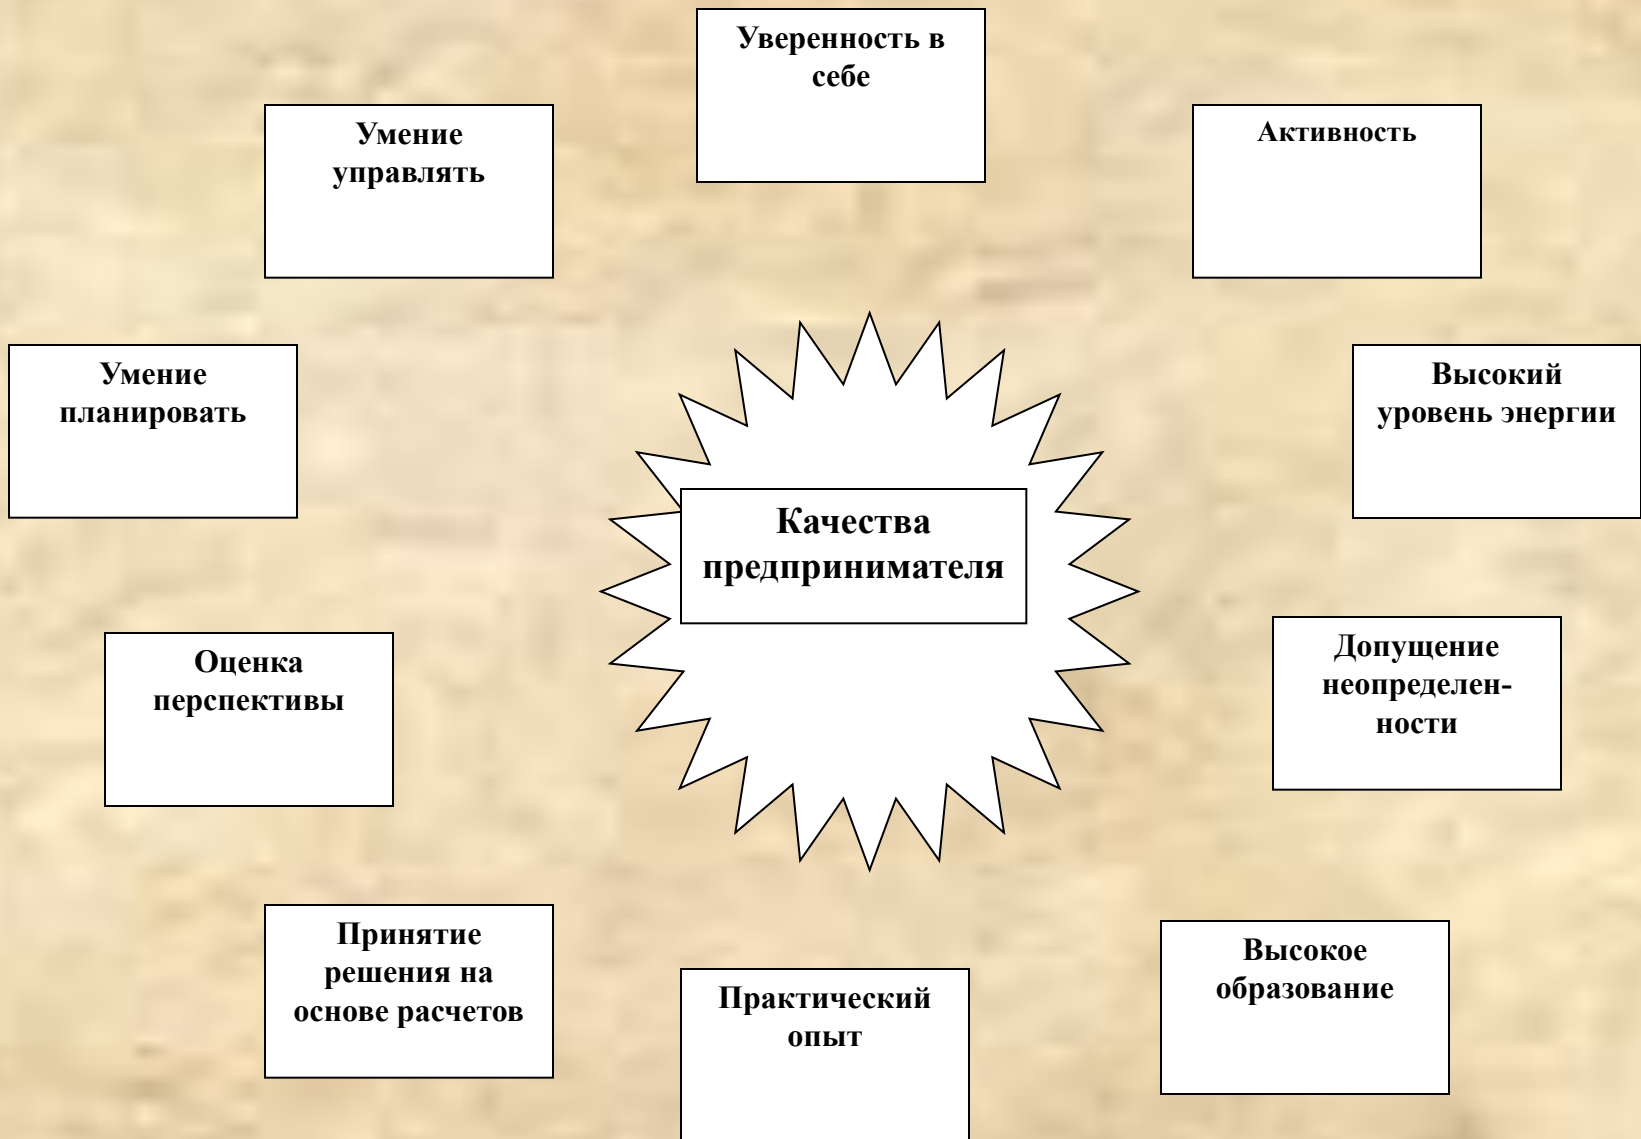 Уверенность в
себе
Умение
управлять
Активность
Умение
планировать
Высокий
уровень энергии
Качества
предпринимателя
Оценка
перспективы
Допущение
неопределен-
ности
Принятие
решения на
основе расчетов
Практический
опыт
Высокое
образование